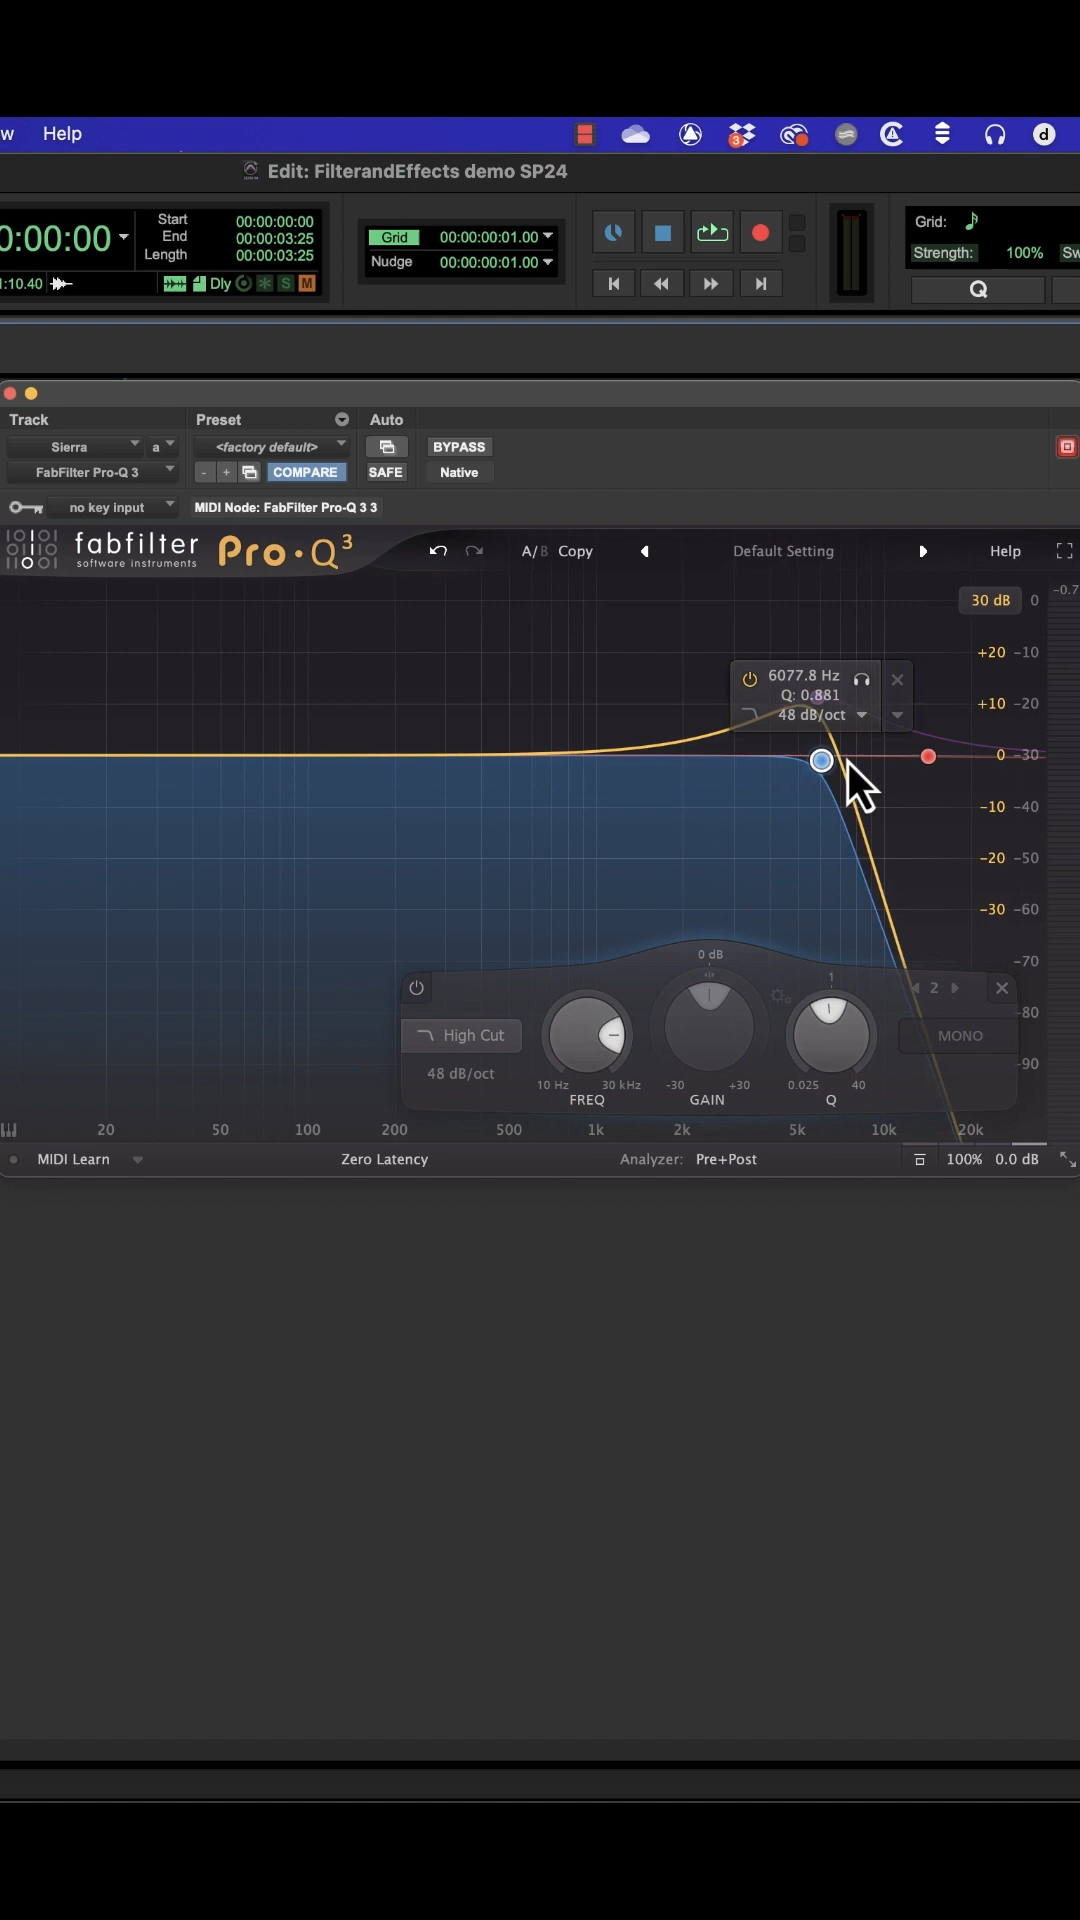 w Help
3
d
Edit: FilterandEffects demo SP24
0:00:00
Start 00:00:00:00
End 00:00:03:25
Length 00:00:03:25
:10.40
Dly
S M
Grid 00:00:00:01.00
Nudge 00:00:00:01.00
Grid:
Strength: 100% Sw
Q
Track Preset Auto
Sierra a <factory default> BYPASS
FabFilter Pro-Q 3 - + COMPARE SAFE Native
no key input MIDI Node: FabFilter Pro-Q 3 3
fabfilter
software instruments
Pro·Q3
A/B Copy Default Setting Help
30 dB 0 -0.7
+20 -10
6077.8 Hz
Q: 0.881
48 dB/oct
+10 -20
0 -30
-10 -40
-20 -50
-30 -60
-70
-80
-90
0 dB
1
2
High Cut
48 dB/oct
MONO
10 Hz 30 kHz -30 +30 0.025 40
FREQ GAIN Q
20 50 100 200 500 1k 2k 5k 10k 20k
MIDI Learn Zero Latency Analyzer: Pre+Post 100% 0.0 dB